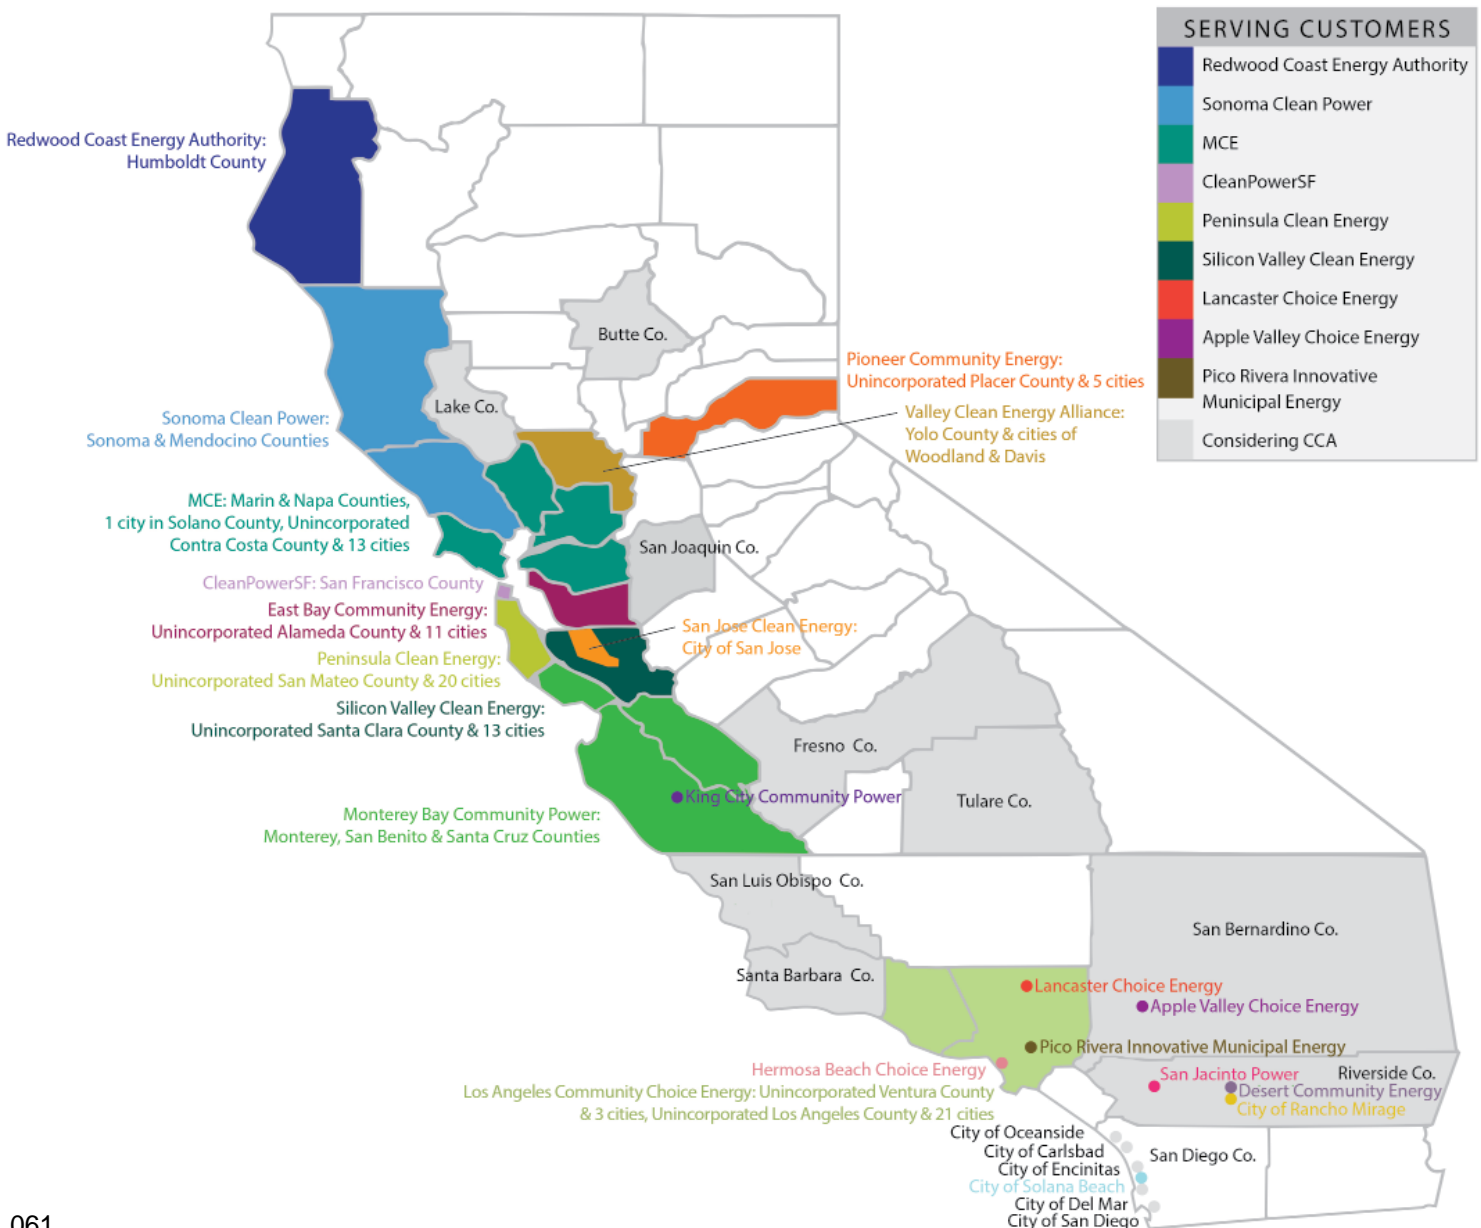 SERVING CUSTOMERS
Redwood Coast Energy Authority
Sonoma Clean Power
MCE
CleanPowerSF
Peninsula Clean Energy
Silicon Valley Clean Energy
Lancaster Choice Energy
Apple Valley Choice Energy
Pico Rivera Innovative
Municipal Energy
Considering CCA
Redwood Coast Energy Authority:
Humboldt County
Butte Co.
Pioneer Community Energy:
Unincorporated Placer County & 5 cities
Lake Co.
Valley Clean Energy Alliance:
Yolo County & cities of
Woodland & Davis
Sonoma Clean Power:
Sonoma & Mendocino Counties
MCE: Marin & Napa Counties,
1 city in Solano County, Unincorporated
Contra Costa County & 13 cities
San Joaquin Co.
CleanPowerSF: San Francisco County
East Bay Community Energy:
Unincorporated Alameda County & 11 cities
San Jose Clean Energy:
City of San Jose
Peninsula Clean Energy:
Unincorporated San Mateo County & 20 cities
Silicon Valley Clean Energy:
Unincorporated Santa Clara County & 13 cities
Fresno Co.
Tulare Co.
King City Community Power
Monterey Bay Community Power:
Monterey, San Benito & Santa Cruz Counties
San Luis Obispo Co.
San Bernardino Co.
Santa Barbara Co.
Lancaster Choice Energy
Apple Valley Choice Energy
Pico Rivera Innovative Municipal Energy
Hermosa Beach Choice Energy
Los Angeles Community Choice Energy: Unincorporated Ventura County
& 3 cities, Unincorporated Los Angeles County & 21 cities
San Jacinto Power
Riverside Co.
Desert Community Energy
City of Rancho Mirage
City of Oceanside
City of Carlsbad
City of Encinitas
City of Solana Beach
City of Del Mar
City of San Diego
San Diego Co.
061